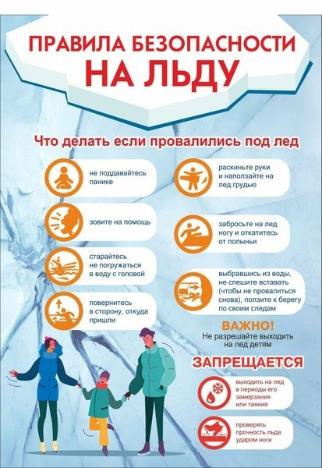 ПРАВИЛА БЕЗОПАСНОСТИ
НА ЛЬДУ
Что делать если провалились под лед
не поддавайтесь
панике
зовите на помощь
старайтесь
не погружаться
в воду с головой
повернитесь
в сторону, откуда
пришли
раскиньте руки
и наползайте на
лед грудью
забросьте на лед
ногу и откатитесь
от полыньи
выбравшись из воды,
не спешите вставать
(чтобы не провалиться
снова), ползите к берегу
по своим следам
ВАЖНО!
Не разрешайте выходить
на лед детям
ЗАПРЕЩАЕТСЯ
выходить на лед
в периоды его
замерзания
или таяния
проверять
прочность льда
ударом ноги